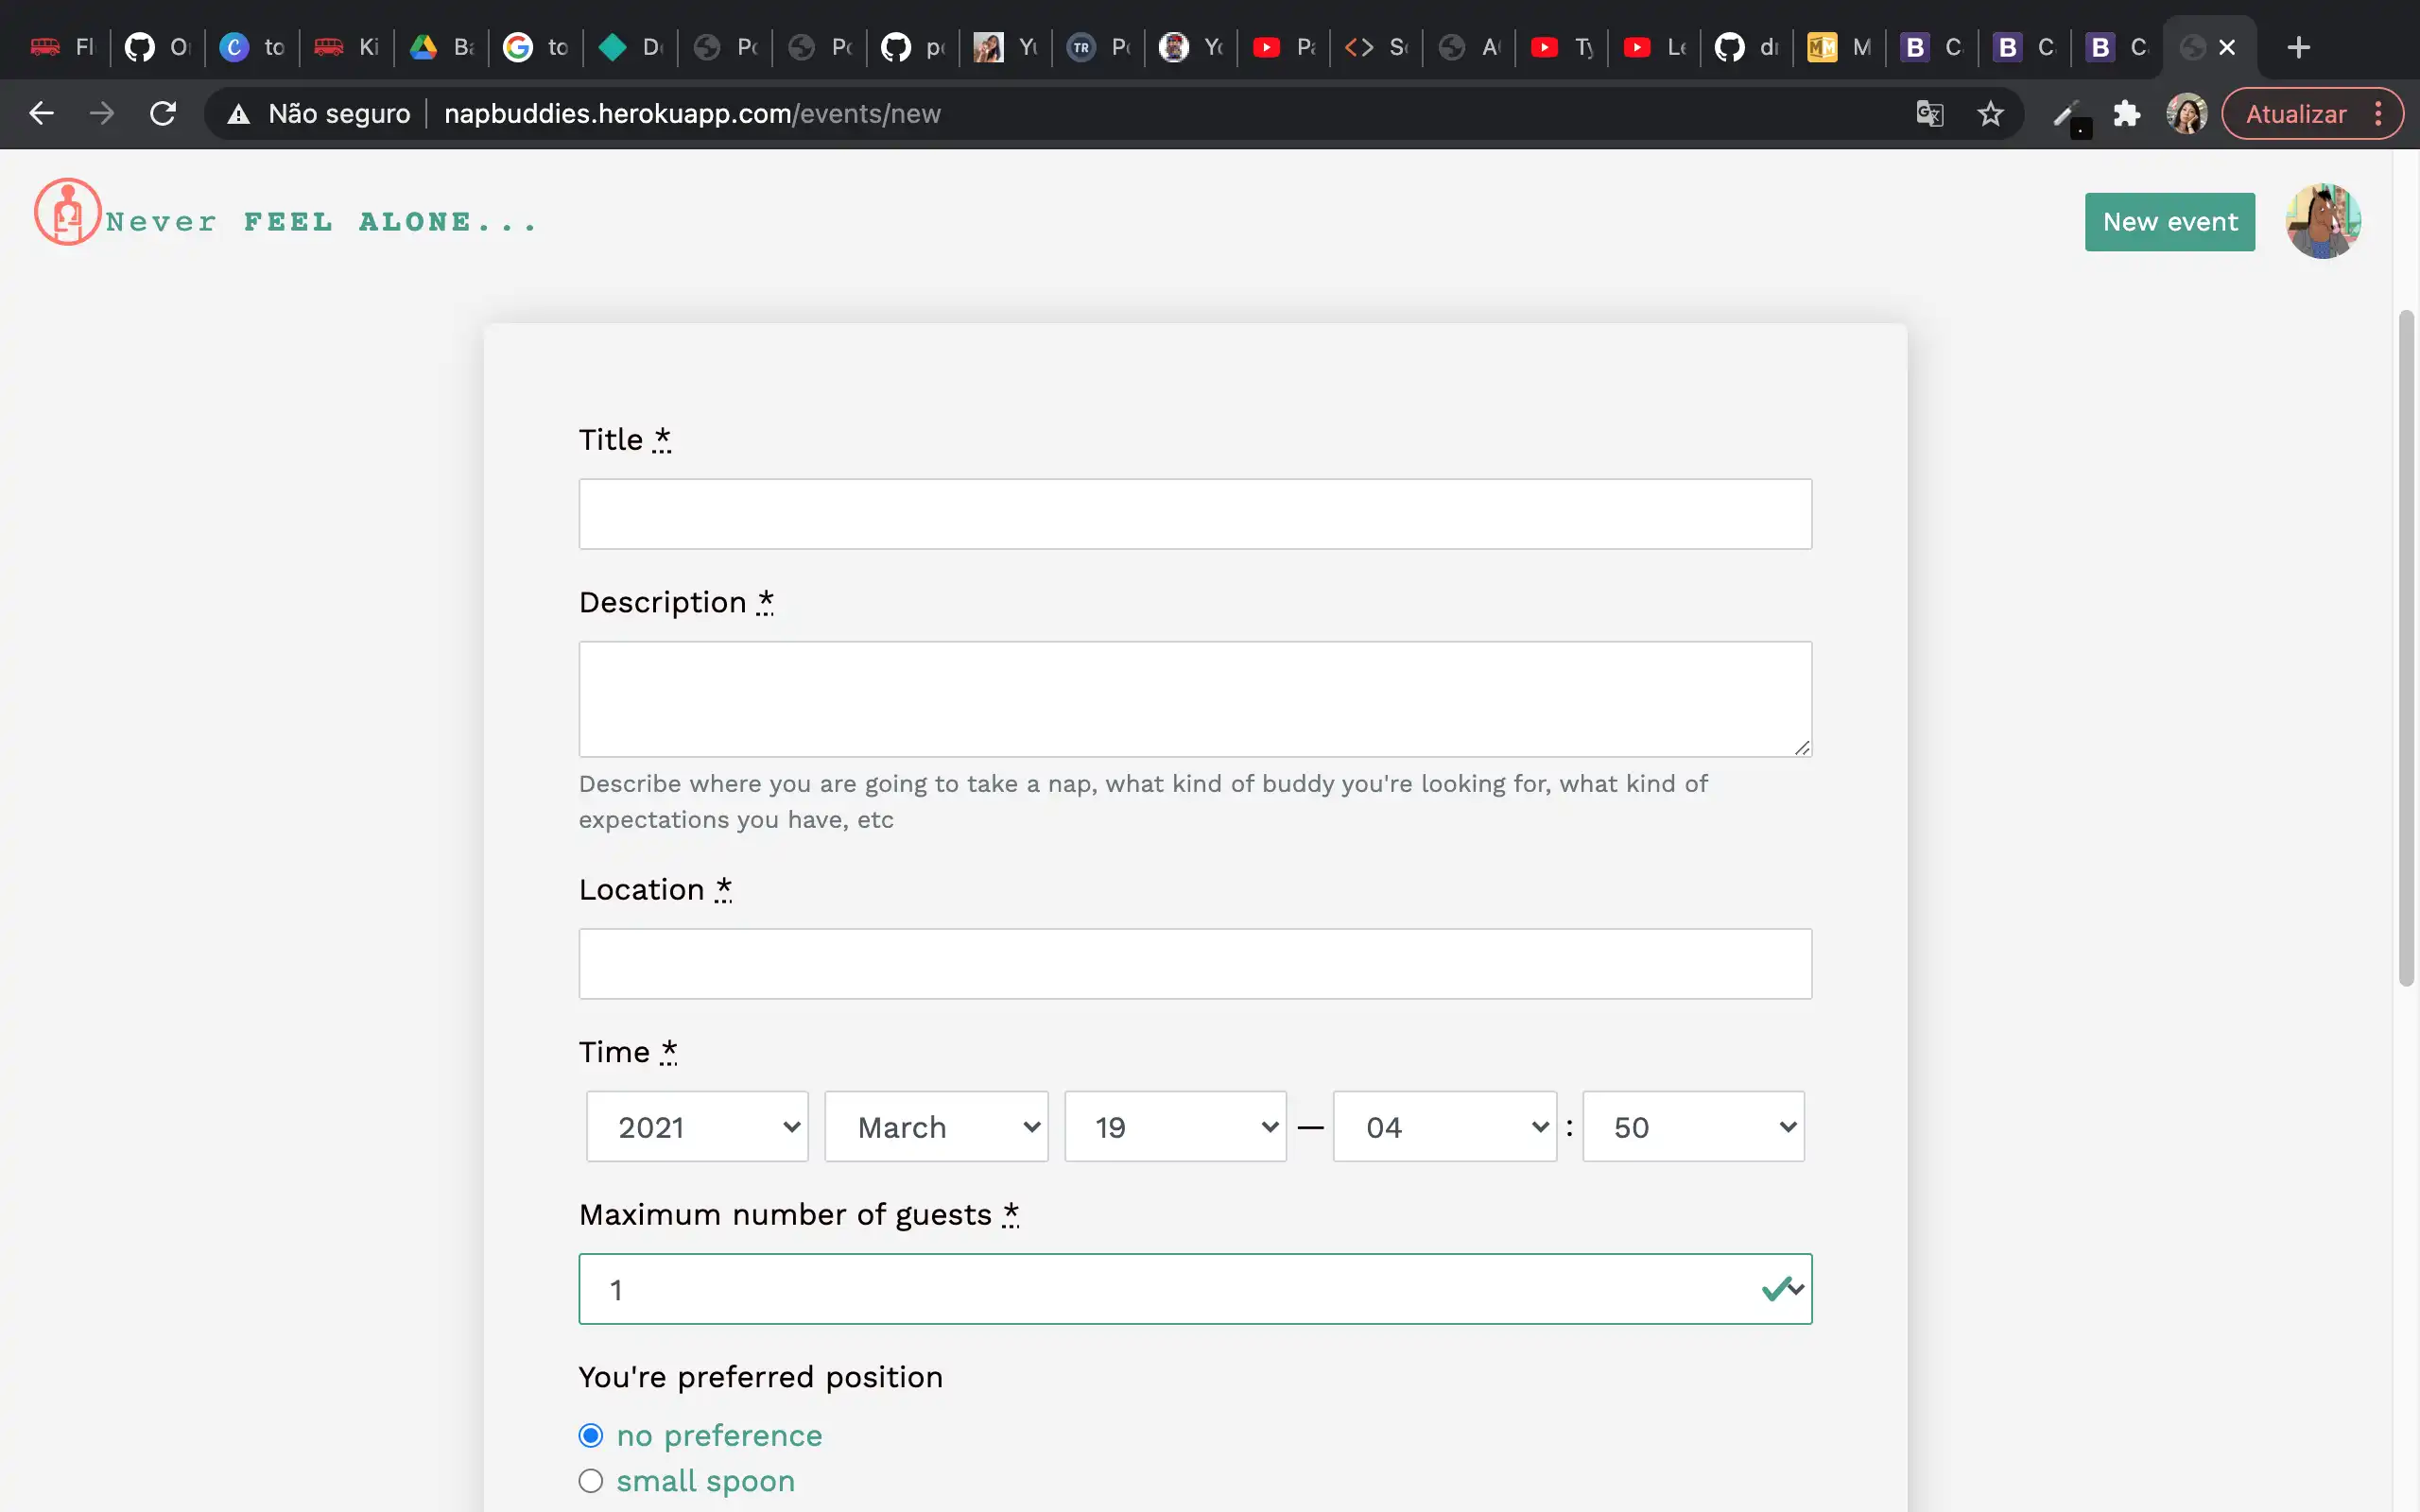 Fl
to
Ki
to
Não seguro
napbuddies.herokuapp.com/events/new
Atualizar
Never FEEL ALONE...
New event
Title *
Description *
Describe where you are going to take a nap, what kind of buddy you're looking for, what kind of
expectations you have, etc
Location *
Time *
2021 March 19 — 04 : 50
Maximum number of guests *
1
You're preferred position
no preference
small spoon